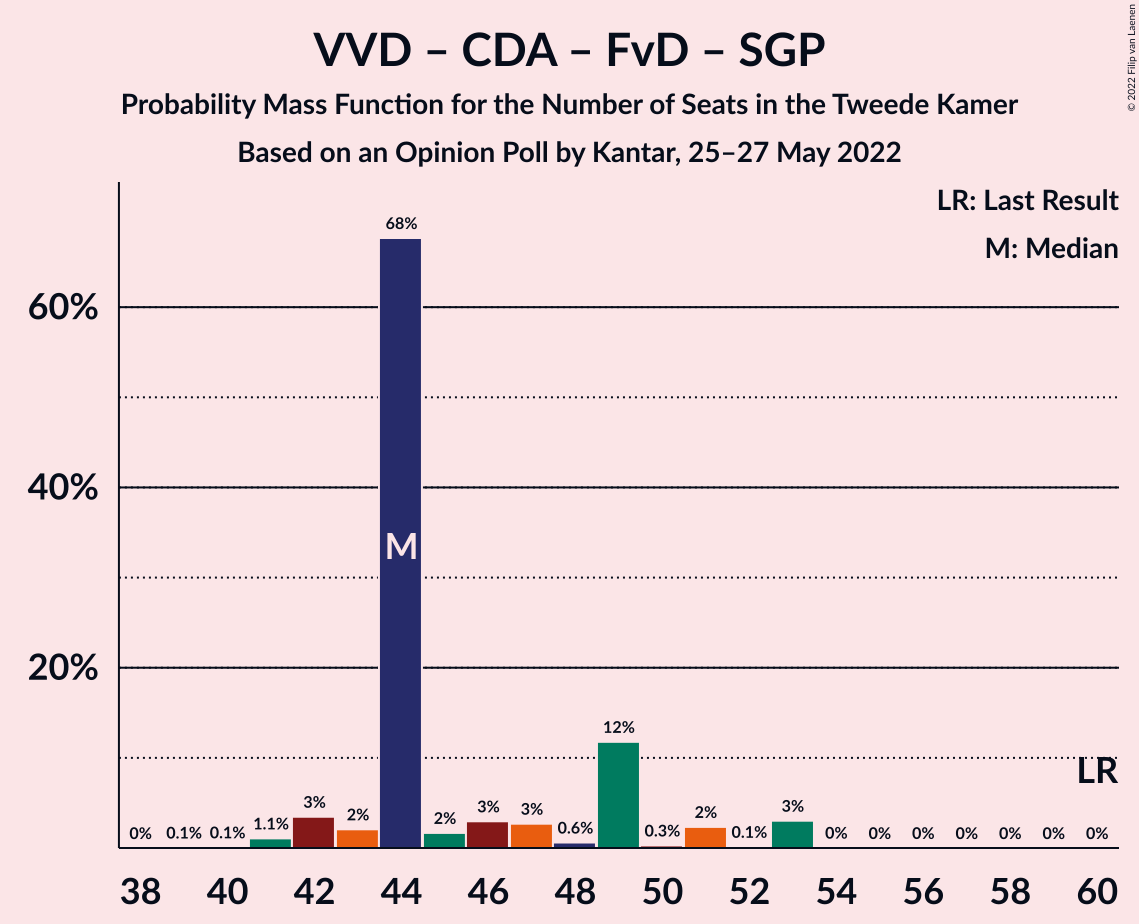 VVD – CDA – FvD – SGP
Probability Mass Function for the Number of Seats in the Tweede Kamer
Based on an Opinion Poll by Kantar, 25–27 May 2022
© 2022 Filip van Laenen
LR: Last Result
M: Median
60%
40%
20%
68%
M
12%
LR
0%
0.1%
0.1%
1.1%
3%
2%
2%
3%
3%
0.6%
0.3%
2%
0.1%
3%
0%
0%
0%
0%
0%
0%
0%
38 40 42 44 46 48 50 52 54 56 58 60